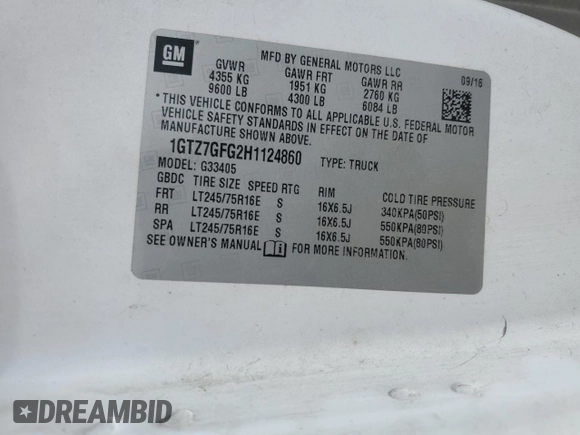 GM
MFD BY GENERAL MOTORS LLC
09/16
GVWR GAWR FRT GAWR RR
4355 KG 1951 KG 2760 KG
9600 LB 4300 LB 6084 LB
* THIS VEHICLE CONFORMS TO ALL APPLICABLE U.S. FEDERAL MOTOR
VEHICLE SAFETY STANDARDS IN EFFECT ON THE DATE OF
MANUFACTURE SHOWN ABOVE.
1GTZ7GFG2H1124860 TYPE: TRUCK
MODEL: G33405
GBDC TIRE SIZE SPEED RTG RIM COLD TIRE PRESSURE
FRT LT245/75R16E S 16X6.5J 340KPA(50PSI)
RR LT245/75R16E S 16X6.5J 550KPA(80PSI)
SPA LT245/75R16E S 16X6.5J 550KPA(80PSI)
SEE OWNER'S MANUAL FOR MORE INFORMATION.
DREAMBID